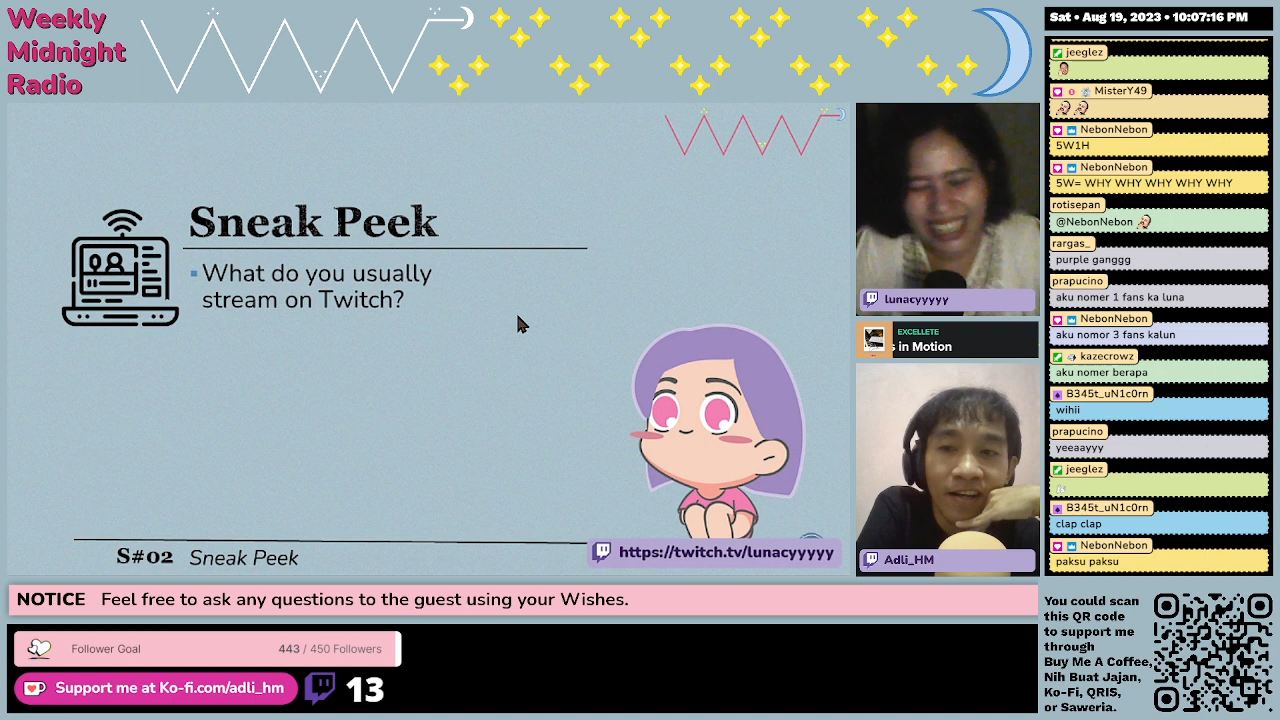 Weekly
Midnight
Radio
Sat • Aug 19, 2023 • 10:07:16 PM
Sneak Peek
What do you usually
stream on Twitch?
S#02 Sneak Peek
https://twitch.tv/lunacyyyyy
lunacyyyyy
EXCELLETE
s in Motion
Adli_HM
jeeglez
MisterY49
NebonNebon
5W1H
NebonNebon
5W= WHY WHY WHY WHY WHY
rotisepan
@NebonNebon
rargas_
purple ganggg
prapucino
aku nomer 1 fans ka luna
NebonNebon
aku nomor 3 fans kalun
kazecrowz
aku nomer berapa
B345t_uN1c0rn
wihii
prapucino
yeeaayyy
jeeglez
B345t_uN1c0rn
clap clap
NebonNebon
paksu paksu
NOTICE Feel free to ask any questions to the guest using your Wishes.
Follower Goal 443 / 450 Followers
Support me at Ko-fi.com/adli_hm
13
You could scan
this QR code
to support me
through
Buy Me A Coffee,
Nih Buat Jajan,
Ko-Fi, QRIS,
or Saweria.